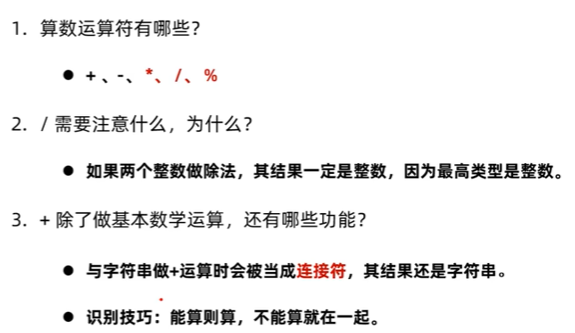 1. 算数运算符有哪些？
● + 、-、*、/、%
2. / 需要注意什么，为什么？
● 如果两个整数做除法，其结果一定是整数，因为最高类型是整数。
3. + 除了做基本数学运算，还有哪些功能？
● 与字符串做+运算时会被当成连接符，其结果还是字符串。
● 识别技巧：能算则算，不能算就在一起。